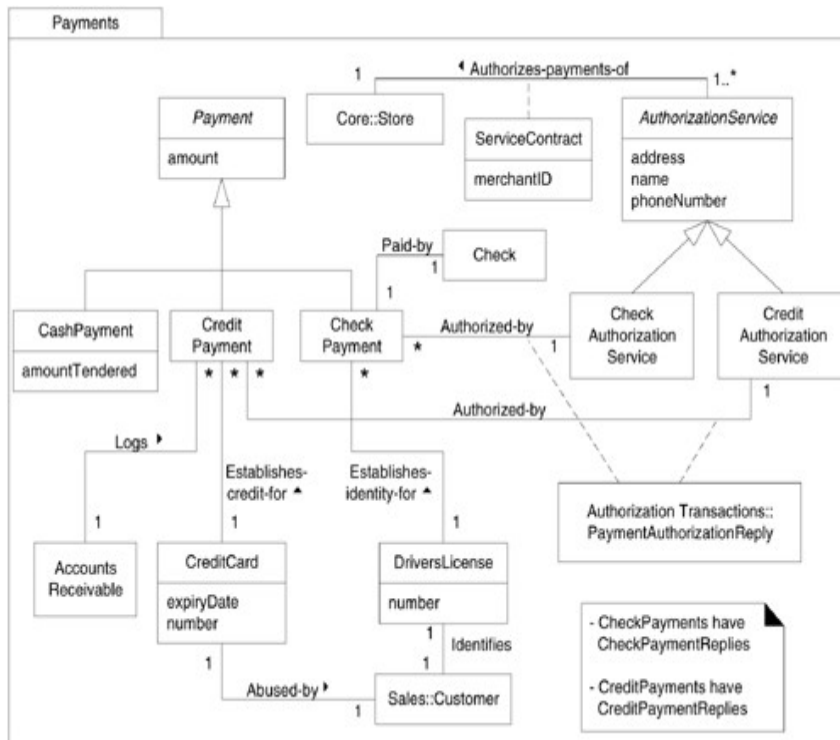 Payments
1
◄ Authorizes-payments-of
1..*
Payment
amount
Core::Store
ServiceContract
merchantID
AuthorizationService
address
name
phoneNumber
Paid-by
1
1
Check
CashPayment
amountTendered
Credit
Payment
Check
Payment
Authorized-by
*
1
Check
Authorization
Service
Credit
Authorization
Service
* * *
*
1
Authorized-by
Logs ►
Establishes-
credit-for ▲
Establishes-
identity-for ▲
1
1
1
Accounts
Receivable
CreditCard
expiryDate
number
DriversLicense
number
Authorization Transactions::
PaymentAuthorizationReply
1
Identifies
1
1
Abused-by ►
1
Sales::Customer
- CheckPayments have
CheckPaymentReplies
- CreditPayments have
CreditPaymentReplies